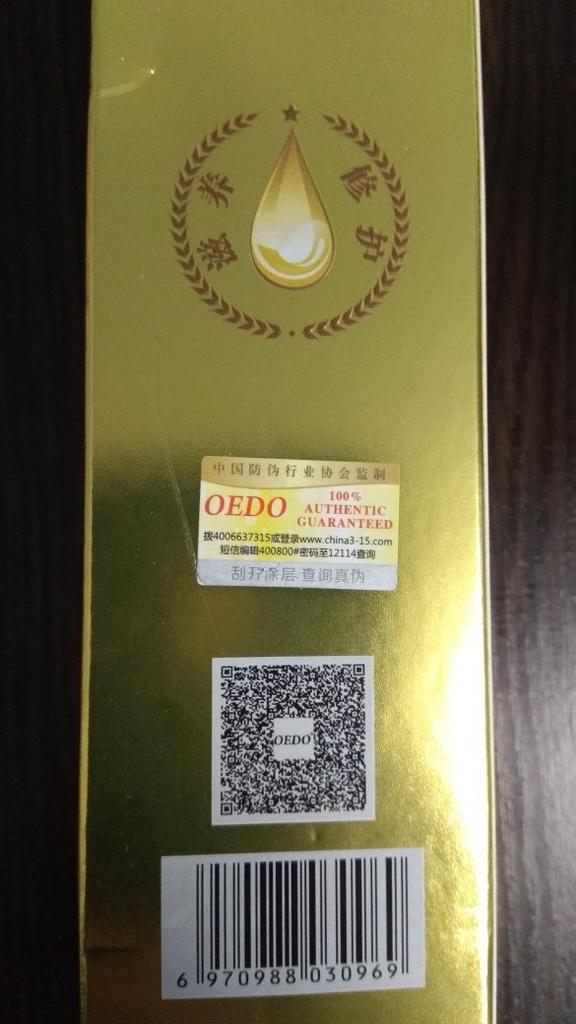 滋养 修护
中国防伪行业协会监制
OEDO 100% AUTHENTIC GUARANTEED
拨4006637315或登录www.china3-15.com
短信编辑400800#密码至12114查询
刮开涂层 查询真伪
OEDO
6 970988 030969